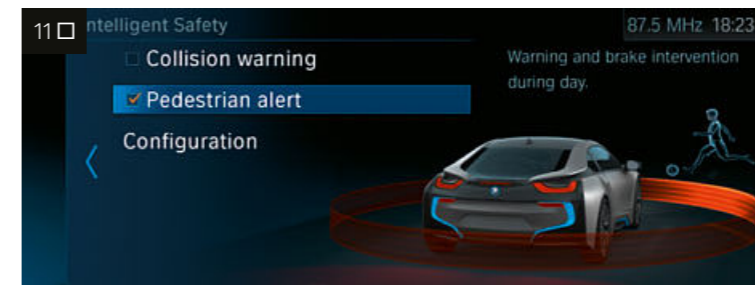 11
ntelligent Safety
87.5 MHz 18:23
Collision warning
Pedestrian alert
Configuration
Warning and brake intervention
during day.